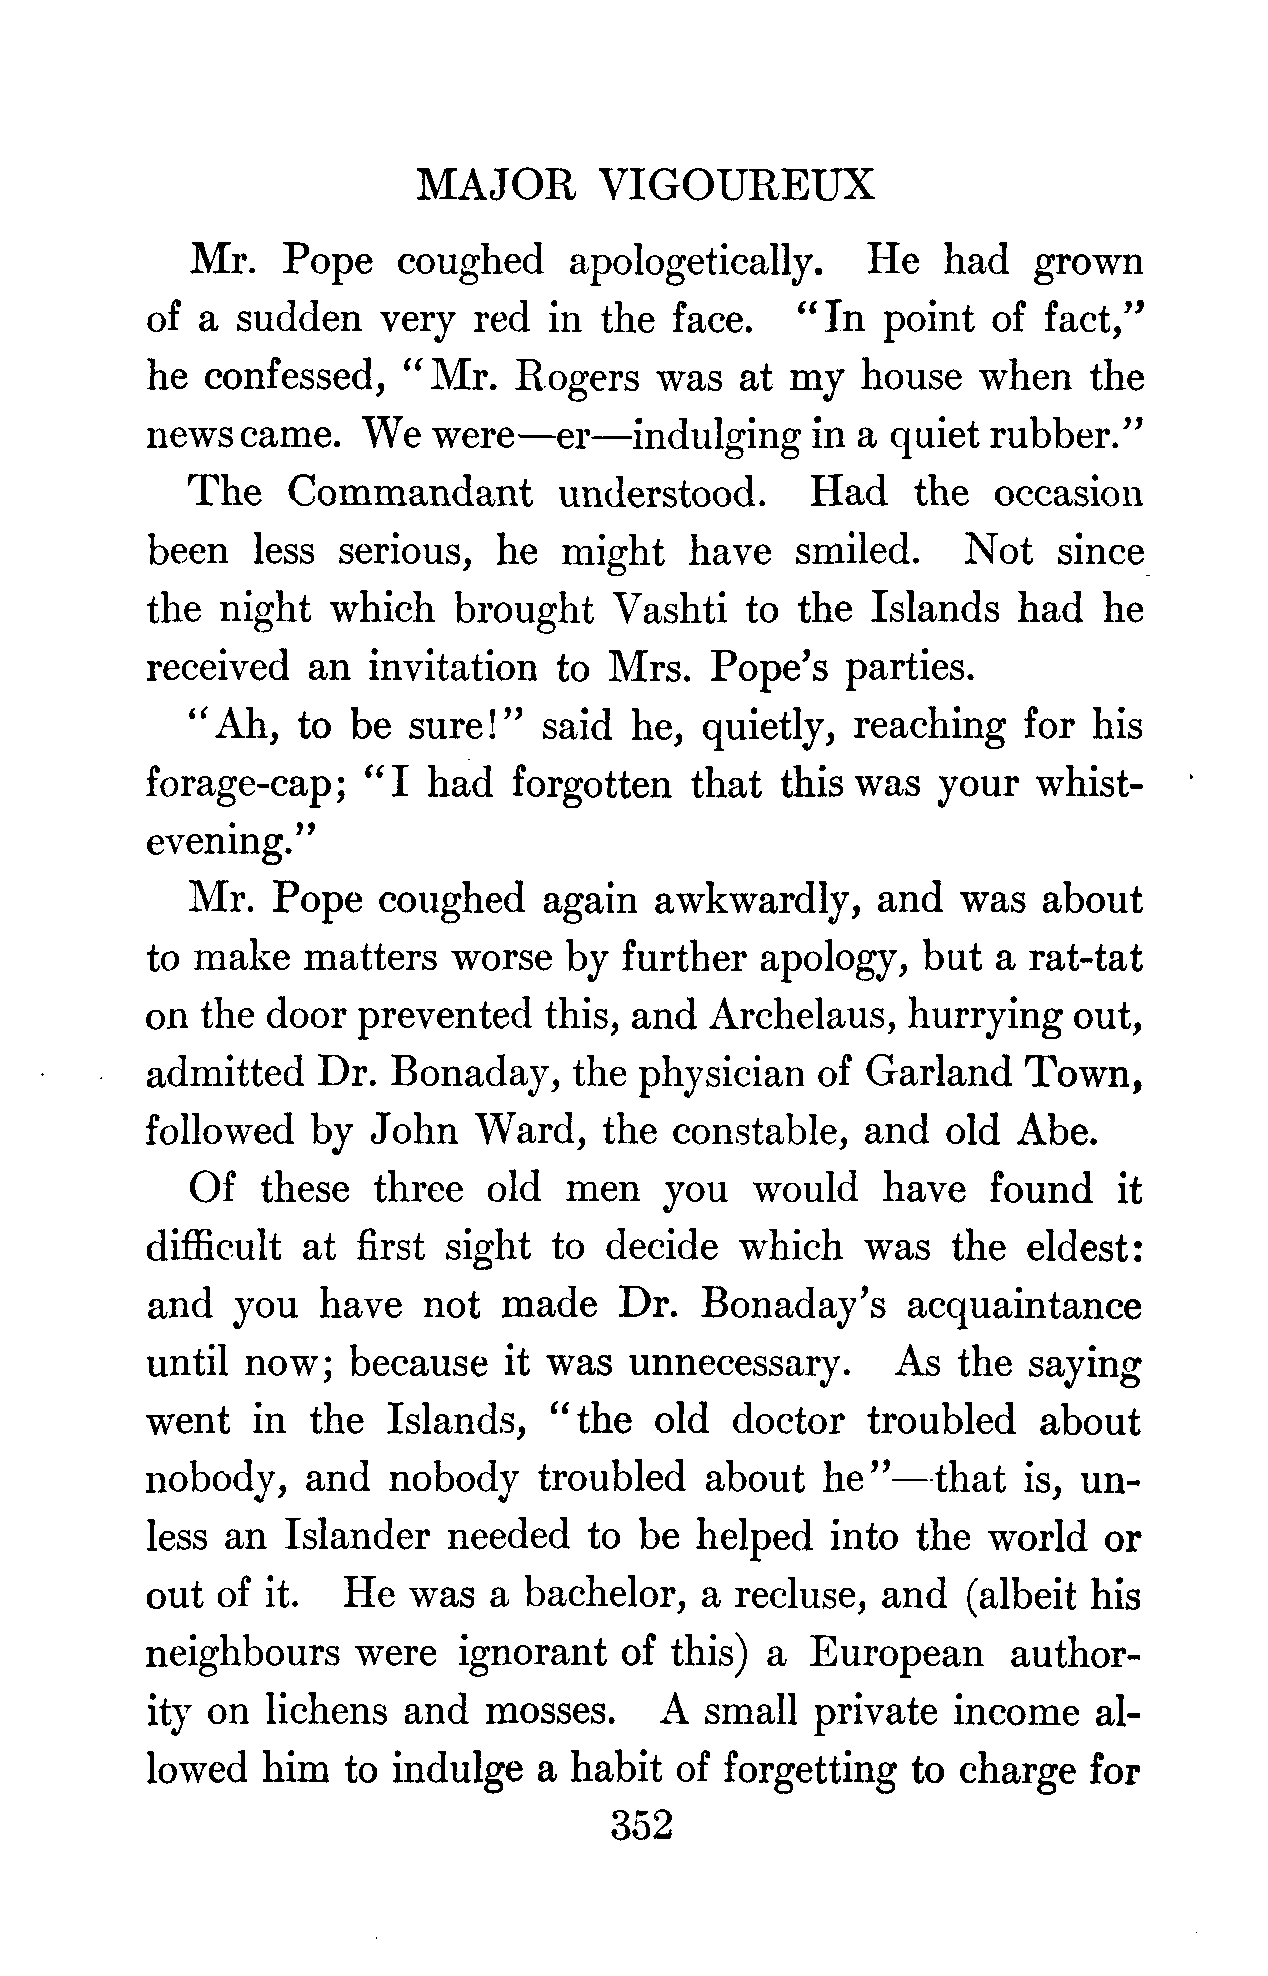 MAJOR VIGOUREUX
Mr. Pope coughed apologetically. He had grown
of a sudden very red in the face. "In point of fact,"
he confessed, "Mr. Rogers was at my house when the
news came. We were—er—indulging in a quiet rubber."
The Commandant understood. Had the occasion
been less serious, he might have smiled. Not since
the night which brought Vashti to the Islands had he
received an invitation to Mrs. Pope's parties.
"Ah, to be sure!" said he, quietly, reaching for his
forage-cap; "I had forgotten that this was your whist-
evening."
Mr. Pope coughed again awkwardly, and was about
to make matters worse by further apology, but a rat-tat
on the door prevented this, and Archelaus, hurrying out,
admitted Dr. Bonaday, the physician of Garland Town,
followed by John Ward, the constable, and old Abe.
Of these three old men you would have found it
difficult at first sight to decide which was the eldest:
and you have not made Dr. Bonaday's acquaintance
until now; because it was unnecessary. As the saying
went in the Islands, "the old doctor troubled about
nobody, and nobody troubled about he"—that is, un-
less an Islander needed to be helped into the world or
out of it. He was a bachelor, a recluse, and (albeit his
neighbours were ignorant of this) a European author-
ity on lichens and mosses. A small private income al-
lowed him to indulge a habit of forgetting to charge for
352